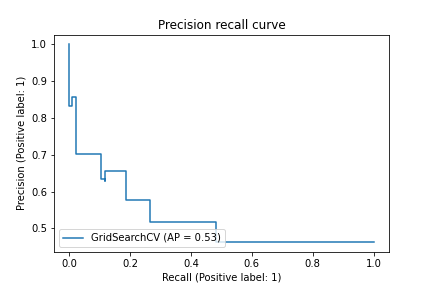 Precision recall curve
1.0
0.9
0.8
0.7
0.6
0.5
Precision (Positive label: 1)
GridSearchCV (AP = 0.53)
0.0 0.2 0.4 0.6 0.8 1.0
Recall (Positive label: 1)